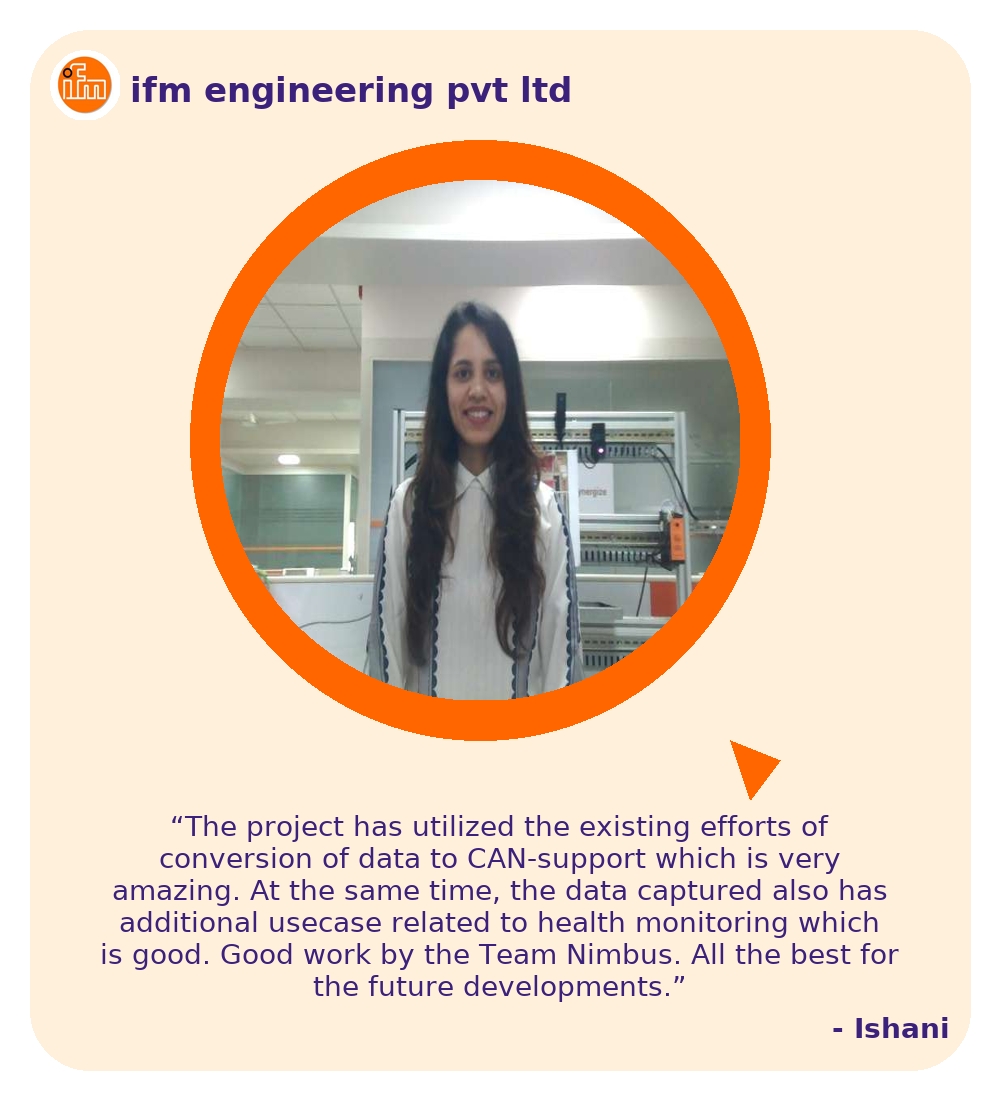 ifm
ifm engineering pvt ltd
ynergize
“The project has utilized the existing efforts of
conversion of data to CAN-support which is very
amazing. At the same time, the data captured also has
additional usecase related to health monitoring which
is good. Good work by the Team Nimbus. All the best for
the future developments.”
- Ishani